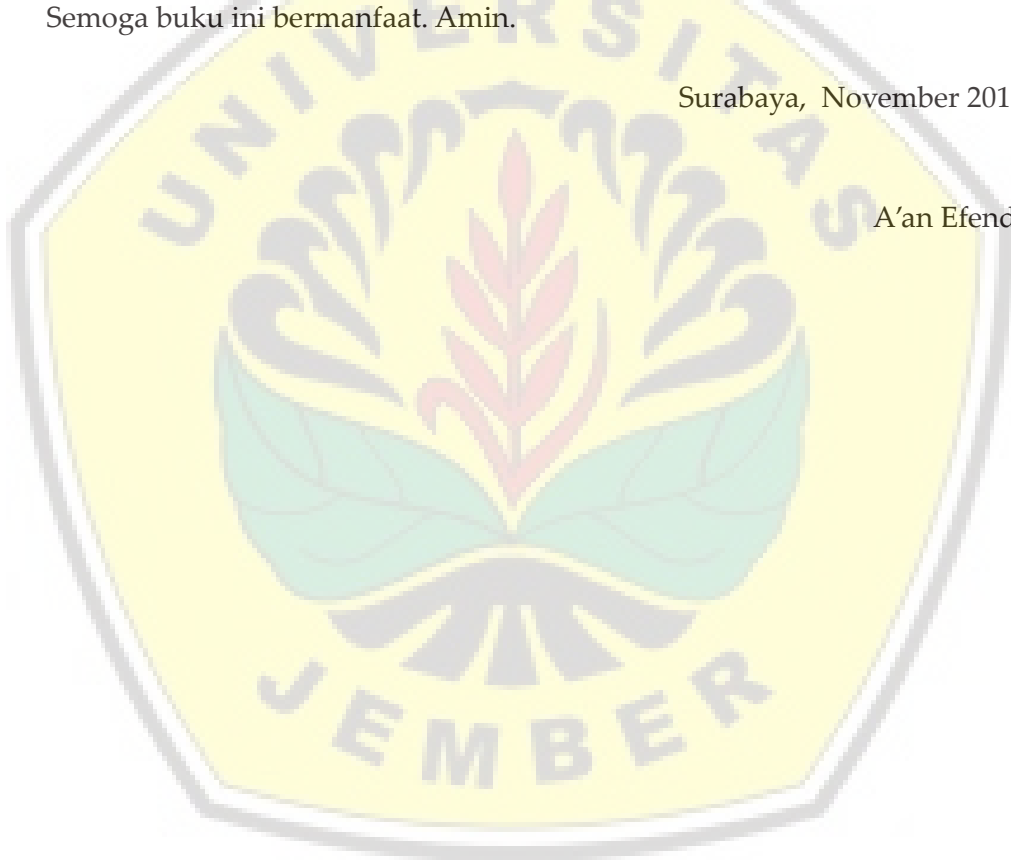 Semoga buku ini bermanfaat. Amin.
UNIVERSITAS
Surabaya, November 201
A'an Efend
JEMBER